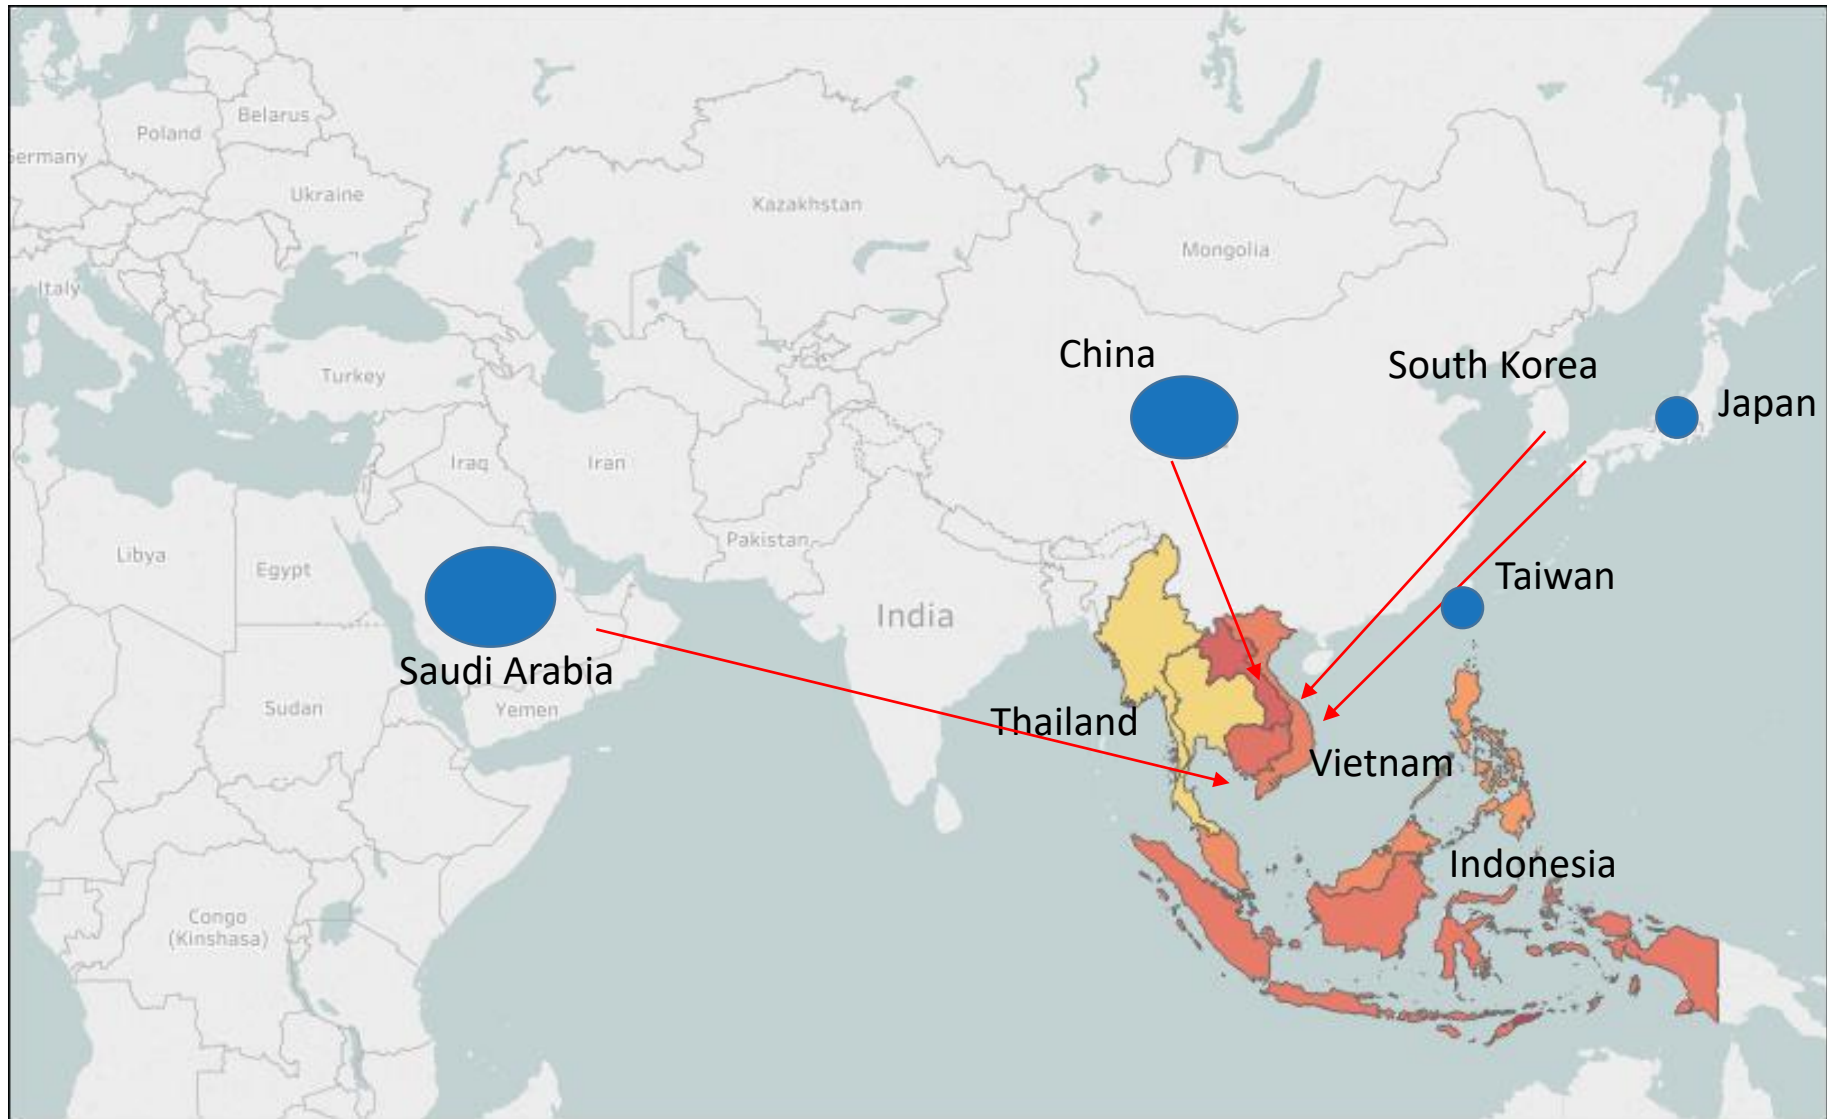 Belarus
Poland
ermany
Ukraine
Kazakhstan
Mongolia
Italy
China
South Korea
Turkey
Japan
Iraq
Iran
Pakistan
Libya
Egypt
Taiwan
India
Saudi Arabia
Sudan
Yemen
Thailand
Vietnam
Indonesia
Congo
(Kinshasa)